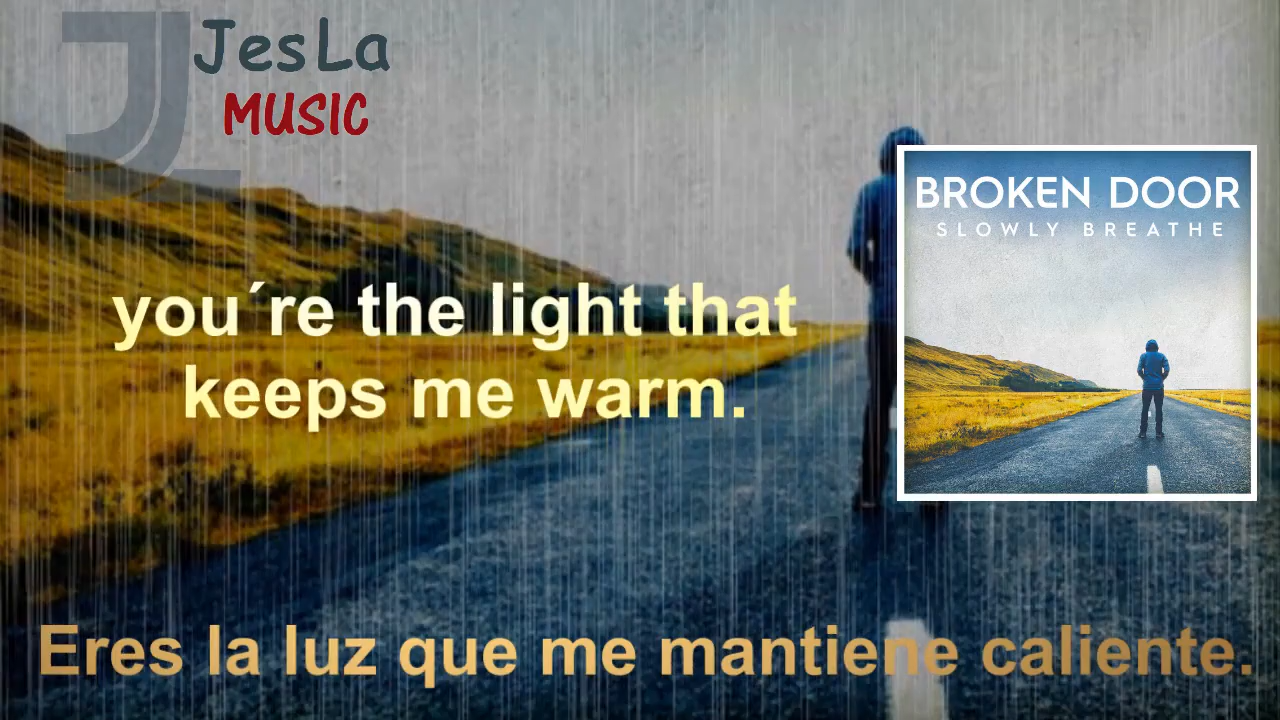 JesLa
MUSIC
BROKEN DOOR
SLOWLY BREATHE
you´re the light that
keeps me warm.
Eres la luz que me mantiene caliente.